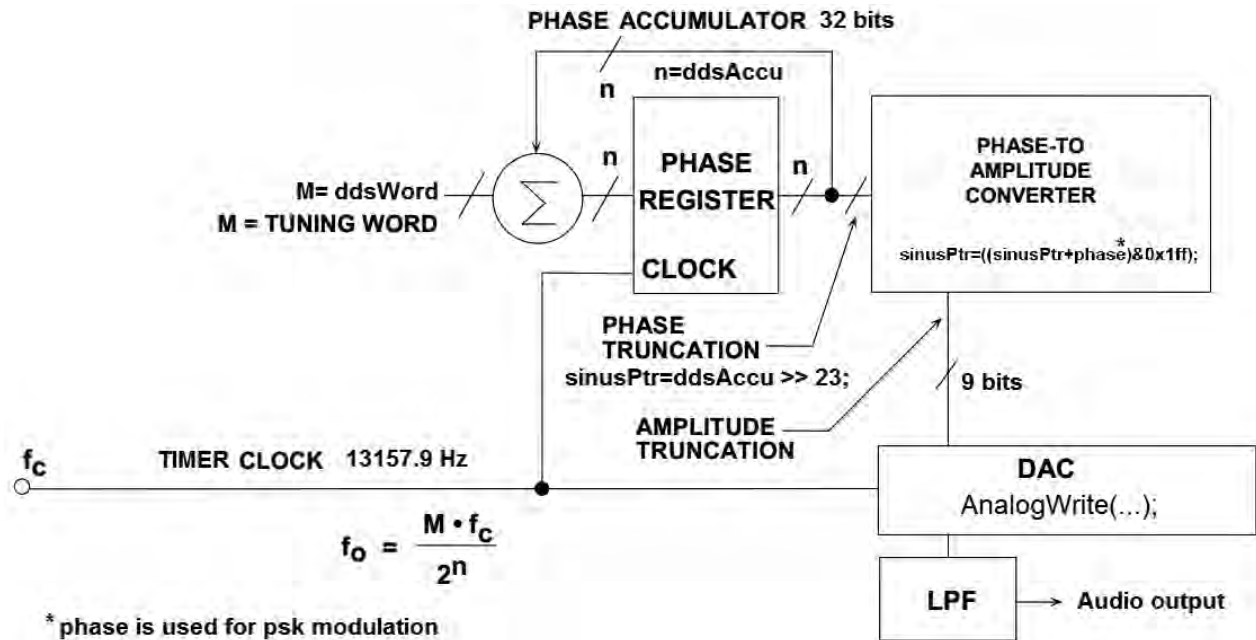 PHASE ACCUMULATOR 32 bits
n=ddsAccu
n
n
n
M= ddsWord
M = TUNING WORD
Σ
PHASE
REGISTER
CLOCK
PHASE-TO
AMPLITUDE
CONVERTER
sinusPtr=((sinusPtr+phase*)&0x1ff);
PHASE
TRUNCATION
sinusPtr=ddsAccu >> 23;
9 bits
AMPLITUDE
TRUNCATION
fc
TIMER CLOCK 13157.9 Hz
DAC
AnalogWrite(...);
fo = M • fc
2n
LPF
Audio output
* phase is used for psk modulation